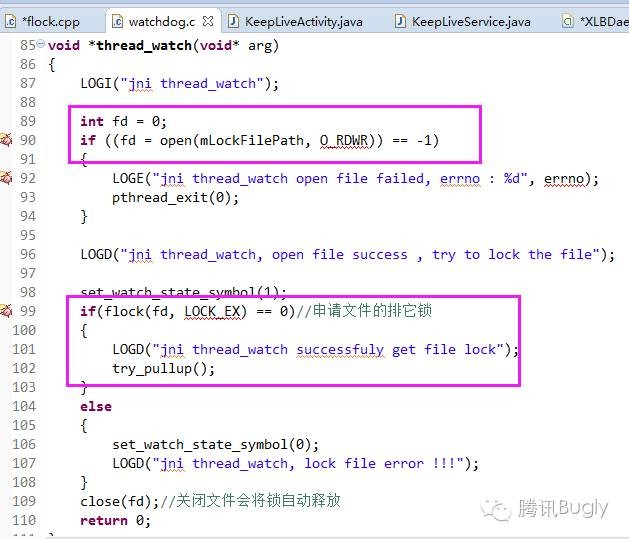 *flock.cpp watchdog.c KeepLiveActivity.java KeepLiveService.java *XLBDae
85 void *thread_watch(void* arg)
86 {
87 LOGI("jni thread_watch");
88
89 int fd = 0;
90 if ((fd = open(mLockFilePath, O_RDWR)) == -1)
91 {
92 LOGE("jni thread_watch open file failed, errno : %d", errno);
93 pthread_exit(0);
94 }
95
96 LOGD("jni thread_watch, open file success , try to lock the file");
97
98 set_watch_state_symbol(1);
99 if(flock(fd, LOCK_EX) == 0)//申请文件的排它锁
100 {
101 LOGD("jni thread_watch successfuly get file lock");
102 try_pullup();
103 }
104 else
105 {
106 set_watch_state_symbol(0);
107 LOGD("jni thread_watch, lock file error !!!");
108 }
109 close(fd);//关闭文件会将锁自动释放
110 return 0;
腾讯Bugly